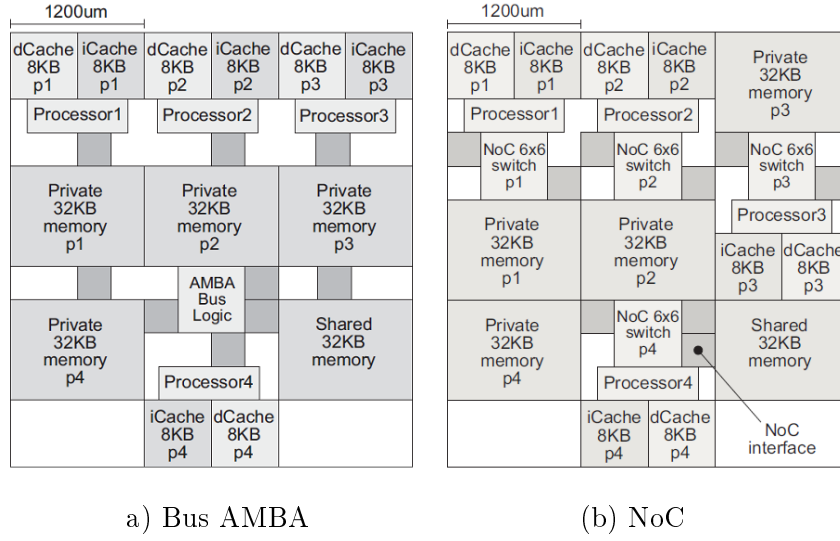 1200um
dCache
8KB
p1
iCache
8KB
p1
dCache
8KB
p2
iCache
8KB
p2
dCache
8KB
p3
iCache
8KB
p3
Processor1
Processor2
Processor3
Private
32KB
memory
p1
Private
32KB
memory
p2
Private
32KB
memory
p3
AMBA
Bus
Logic
Private
32KB
memory
p4
Shared
32KB
memory
Processor4
iCache
8KB
p4
dCache
8KB
p4
a) Bus AMBA
1200um
dCache
8KB
p1
iCache
8KB
p1
dCache
8KB
p2
iCache
8KB
p2
Private
32KB
memory
p3
Processor1
Processor2
NoC 6x6
switch
p1
NoC 6x6
switch
p2
NoC 6x6
switch
p3
Processor3
Private
32KB
memory
p1
Private
32KB
memory
p2
iCache
8KB
p3
dCache
8KB
p3
Private
32KB
memory
p4
NoC 6x6
switch
p4
Shared
32KB
memory
Processor4
iCache
8KB
p4
dCache
8KB
p4
NoC
interface
(b) NoC